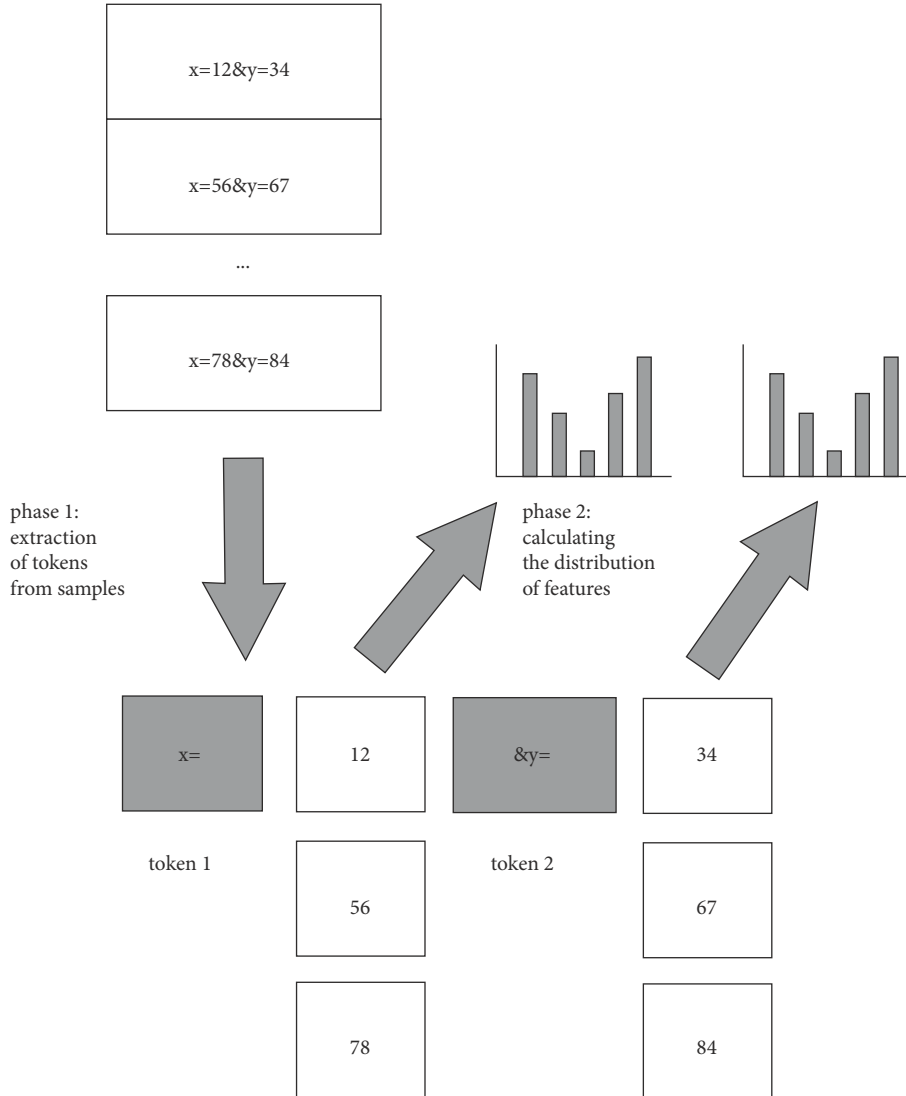 x=12&y=34
x=56&y=67
...
x=78&y=84
phase 1:
extraction
of tokens
from samples
phase 2:
calculating
the distribution
of features
x=
12
&y=
34
token 1
token 2
56
67
78
84